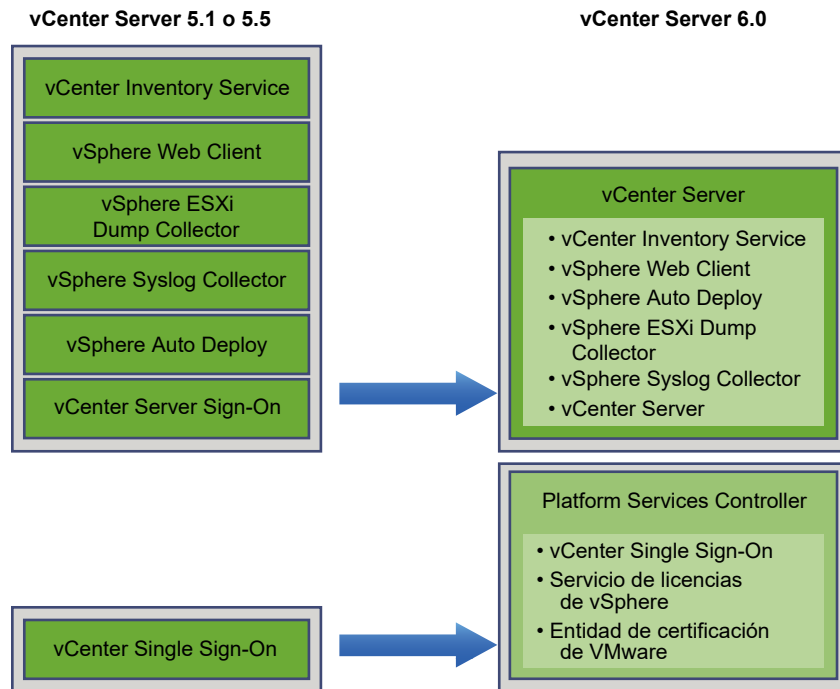 vCenter Server 5.1 o 5.5
vCenter Inventory Service
vSphere Web Client
vSphere ESXi
Dump Collector
vSphere Syslog Collector
vSphere Auto Deploy
vCenter Server Sign-On
vCenter Single Sign-On
vCenter Server 6.0
vCenter Server
• vCenter Inventory Service
• vSphere Web Client
• vSphere Auto Deploy
• vSphere ESXi Dump
Collector
• vSphere Syslog Collector
• vCenter Server
Platform Services Controller
• vCenter Single Sign-On
• Servicio de licencias
de vSphere
• Entidad de certificación
de VMware